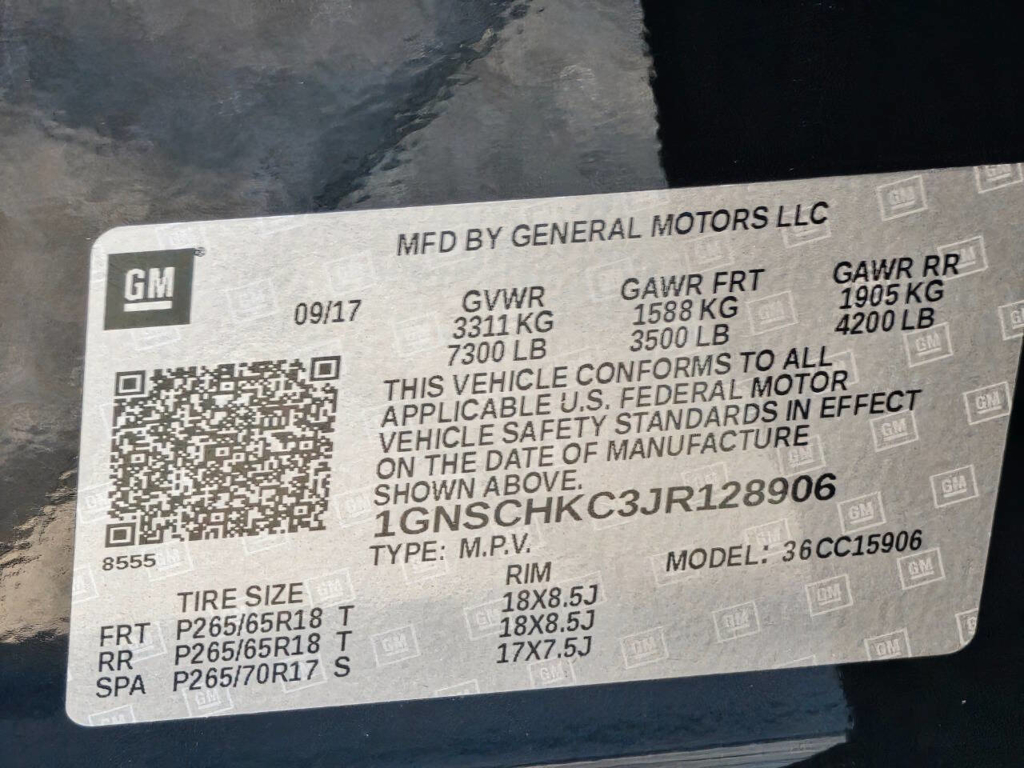 MFD BY GENERAL MOTORS LLC
GM
09/17
GVWR GAWR FRT GAWR RR
3311 KG 1588 KG 1905 KG
7300 LB 3500 LB 4200 LB
THIS VEHICLE CONFORMS TO ALL
APPLICABLE U.S. FEDERAL MOTOR
VEHICLE SAFETY STANDARDS IN EFFECT
ON THE DATE OF MANUFACTURE
SHOWN ABOVE.
1GNSCHKC3JR128906
8555
TYPE: M.P.V. MODEL: 36CC15906
TIRE SIZE RIM
FRT P265/65R18 T 18X8.5J
RR P265/65R18 T 18X8.5J
SPA P265/70R17 S 17X7.5J